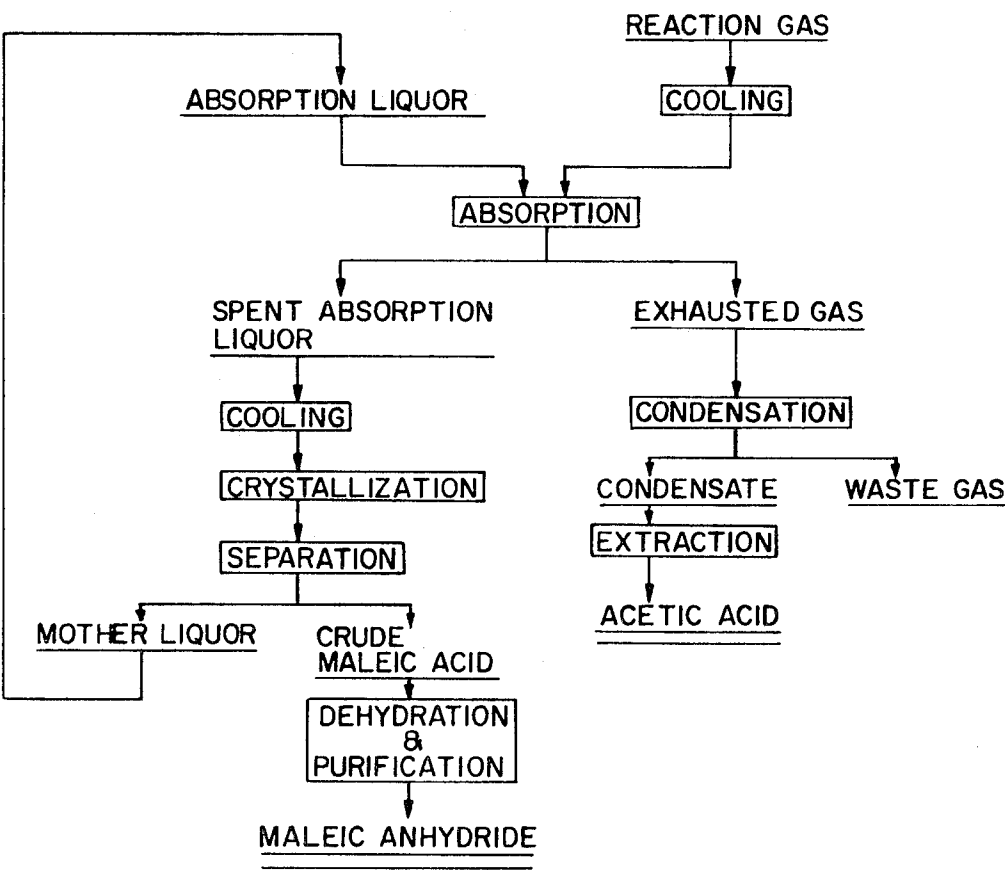 REACTION GAS
ABSORPTION LIQUOR
COOLING
ABSORPTION
SPENT ABSORPTION
LIQUOR
EXHAUSTED GAS
COOLING
CONDENSATION
CRYSTALLIZATION
CONDENSATE
WASTE GAS
SEPARATION
EXTRACTION
MOTHER LIQUOR
CRUDE
MALEIC ACID
ACETIC ACID
DEHYDRATION
&
PURIFICATION
MALEIC ANHYDRIDE